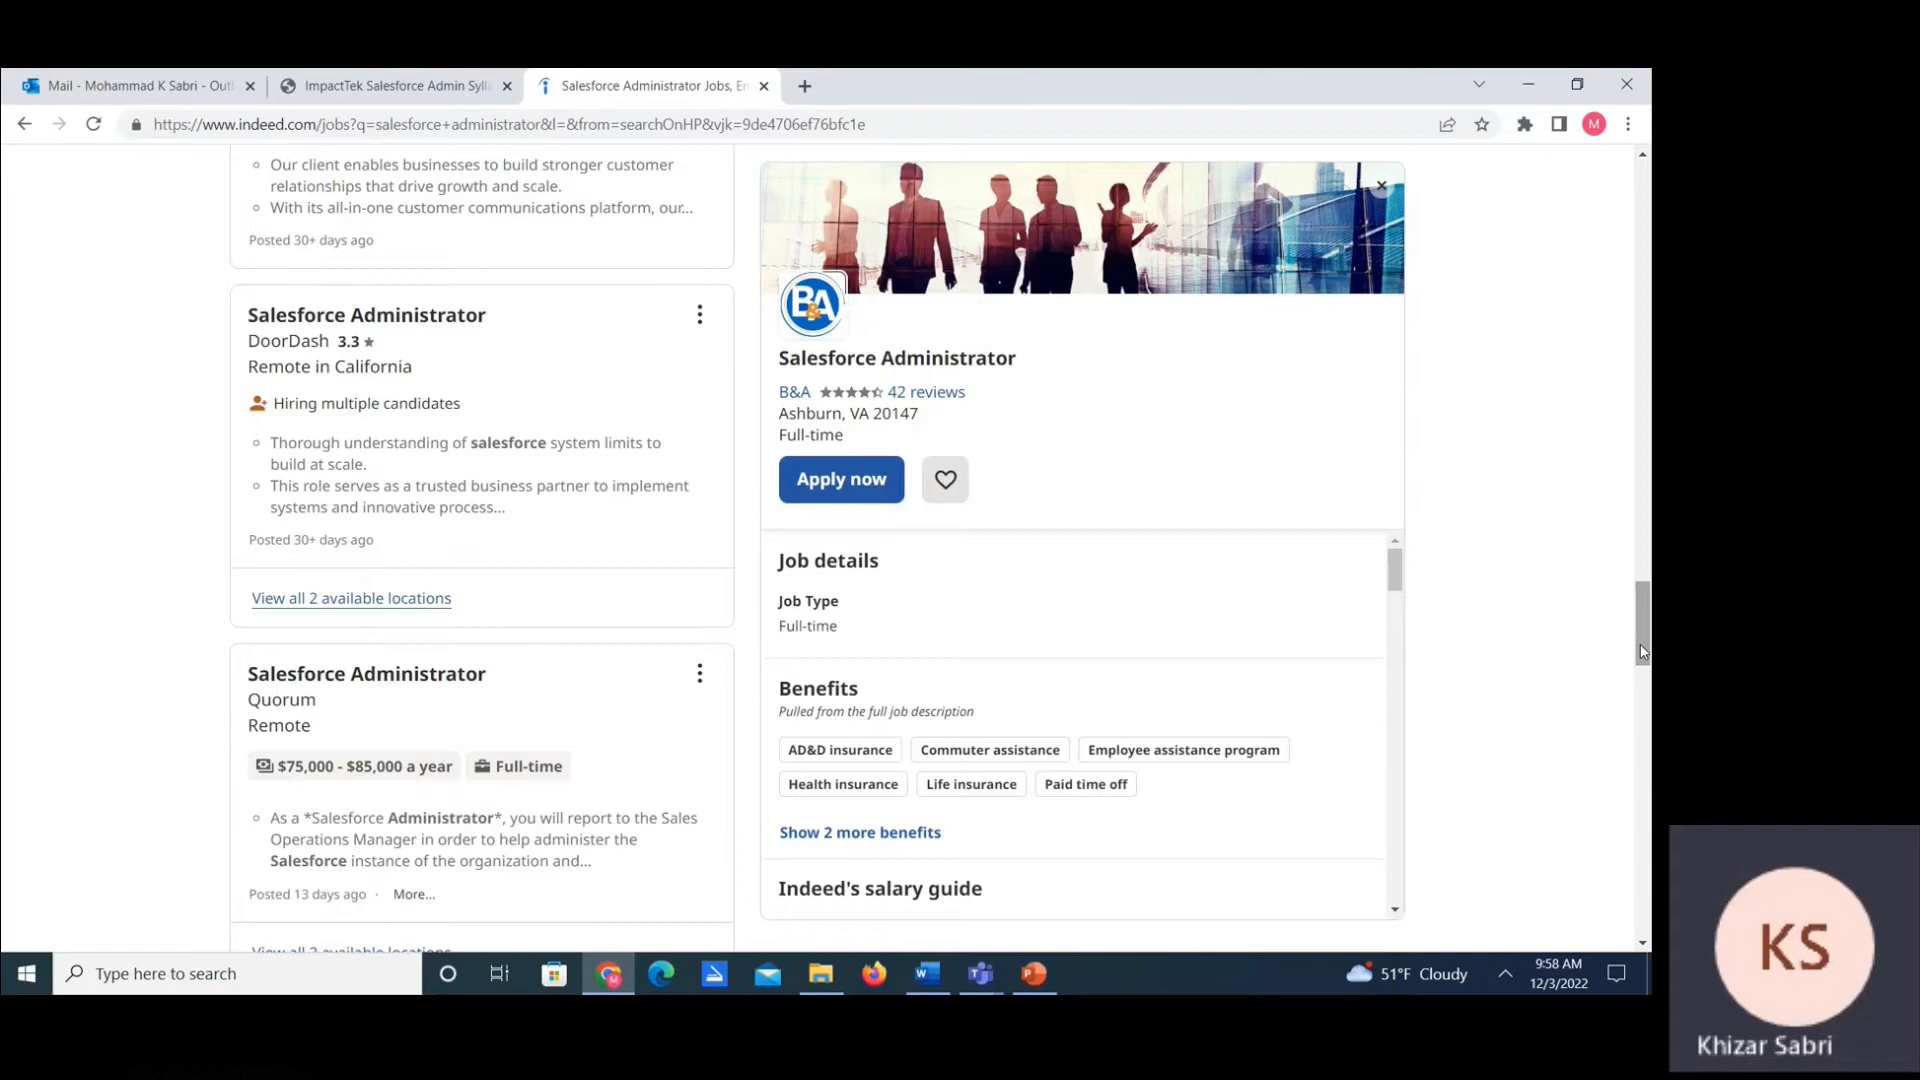 Mail - Mohammad K Sabri - Outl
ImpactTek Salesforce Admin Sylla
Salesforce Administrator Jobs, Em
https://www.indeed.com/jobs?q=salesforce+administrator&l=&from=searchOnHP&vjk=9de4706ef76bfc1e
M
Our client enables businesses to build stronger customer
relationships that drive growth and scale.
With its all-in-one customer communications platform, our...
Posted 30+ days ago
Salesforce Administrator
DoorDash 3.3
Remote in California
Hiring multiple candidates
Thorough understanding of salesforce system limits to
build at scale.
This role serves as a trusted business partner to implement
systems and innovative process...
Posted 30+ days ago
View all 2 available locations
Salesforce Administrator
Quorum
Remote
$75,000 - $85,000 a year Full-time
As a *Salesforce Administrator*, you will report to the Sales
Operations Manager in order to help administer the
Salesforce instance of the organization and...
Posted 13 days ago · More...
View all 2 available locations
B&A
Salesforce Administrator
B&A 42 reviews
Ashburn, VA 20147
Full-time
Apply now
Job details
Job Type
Full-time
Benefits
Pulled from the full job description
AD&D insurance Commuter assistance Employee assistance program
Health insurance Life insurance Paid time off
Show 2 more benefits
Indeed's salary guide
Type here to search
51°F Cloudy
9:58 AM
12/3/2022
KS
Khizar Sabri